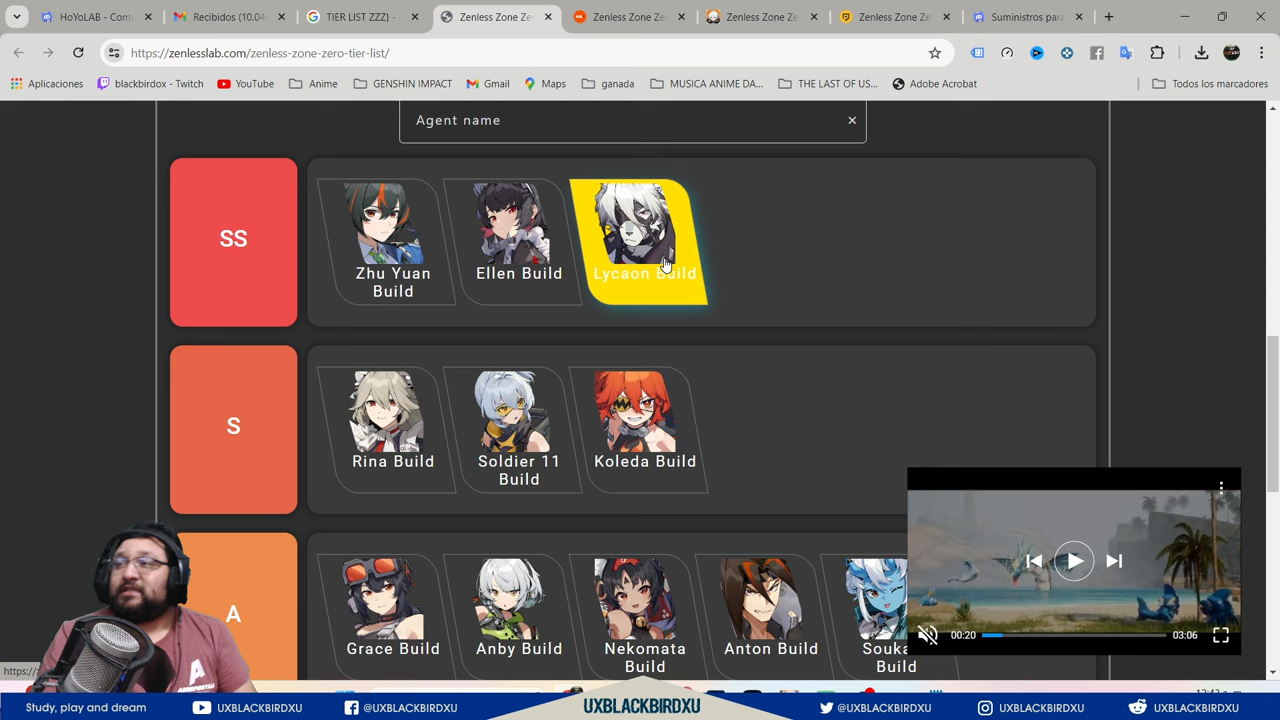 HoYoLAB - Comu
Recibidos (10.04
TIER LIST ZZZ} -
Zenless Zone Zer
Zenless Zone Ze
Zenless Zone Ze
Zenless Zone Ze
Suministros para
https://zenlesslab.com/zenless-zone-zero-tier-list/
Aplicaciones
blackbirdox - Twitch
YouTube
Anime
GENSHIN IMPACT
Gmail
Maps
ganada
MUSICA ANIME DA...
THE LAST OF US...
Adobe Acrobat
Todos los marcadores
Agent name
SS
Zhu Yuan
Build
Ellen Build
Lycaon Build
S
Rina Build
Soldier 11
Build
Koleda Build
A
Grace Build
Anby Build
Nekomata
Build
Anton Build
Souka
Build
00:20
03:06
Study, play and dream
UXBLACKBIRDXU
@UXBLACKBIRDXU
UXBLACKBIRDXU
@UXBLACKBIRDXU
UXBLACKBIRDXU
UXBLACKBIRDXU